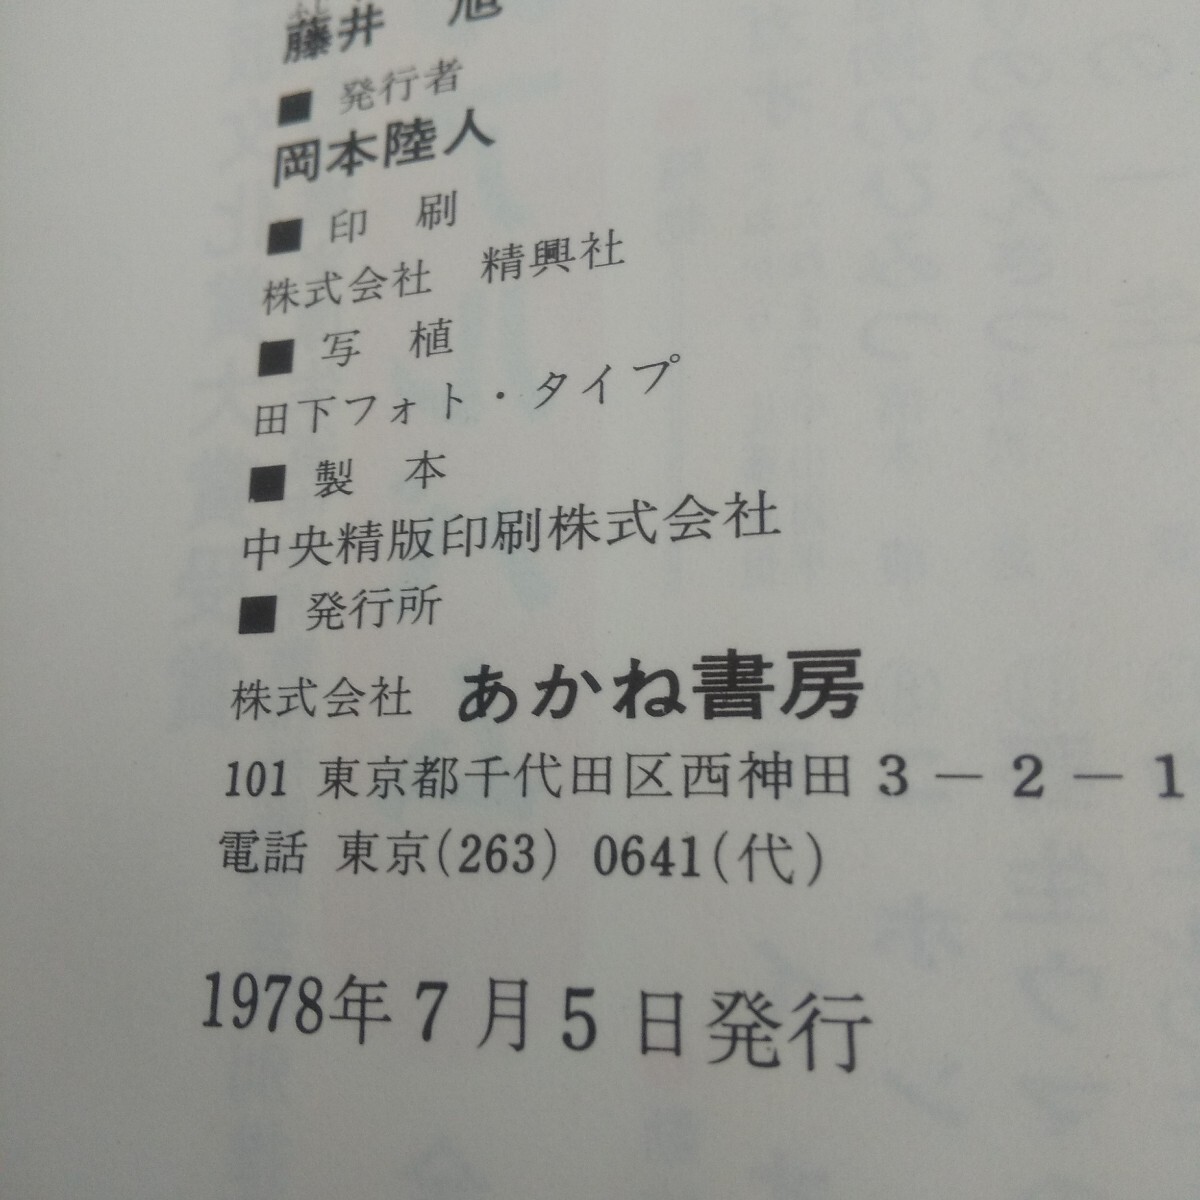 藤井 旭
■ 発行者
岡本陸人
■ 印 刷
株式会社 精興社
■ 写 植
田下フォト・タイプ
■ 製 本
中央精版印刷株式会社
■ 発行所
株式会社 あかね書房
101 東京都千代田区西神田3-2-1
電話 東京(263) 0641(代)
1978年7月5日発行